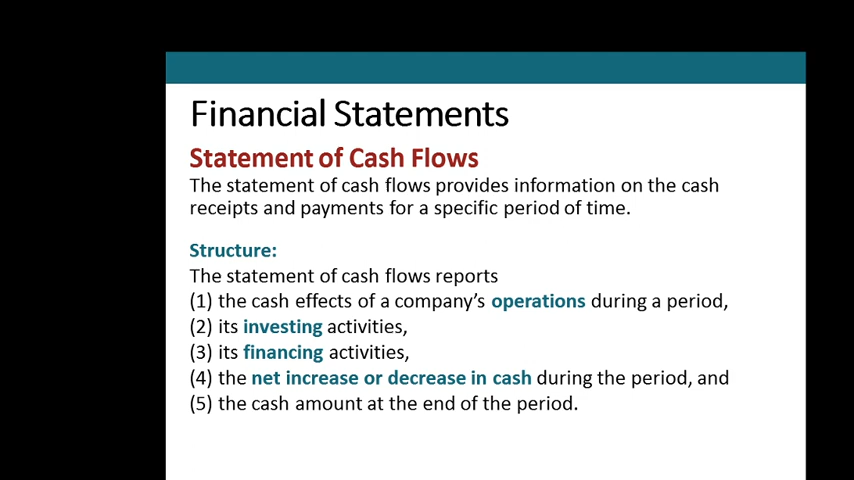 Financial Statements
Statement of Cash Flows
The statement of cash flows provides information on the cash
receipts and payments for a specific period of time.
Structure:
The statement of cash flows reports
(1) the cash effects of a company's operations during a period,
(2) its investing activities,
(3) its financing activities,
(4) the net increase or decrease in cash during the period, and
(5) the cash amount at the end of the period.